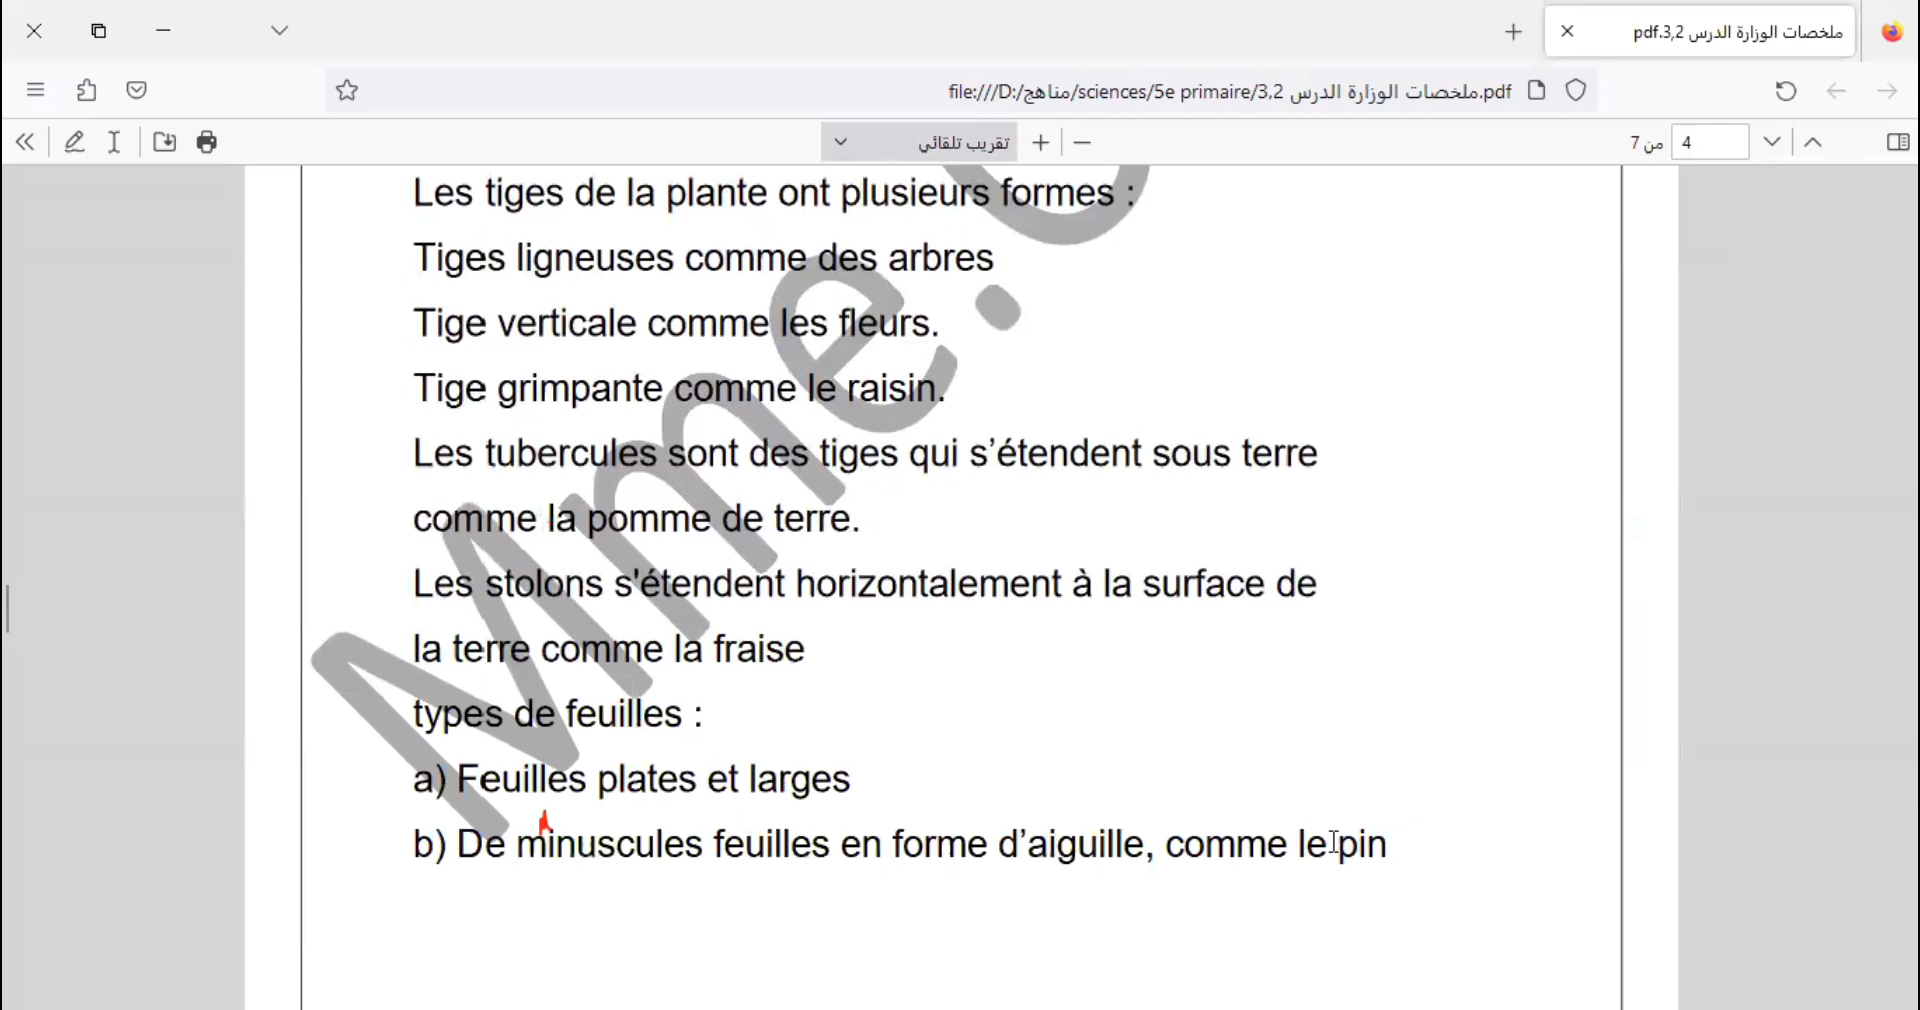 ملخصات الوزارة الدرس 3,2.pdf
file:///D:/مناهج/sciences/5e primaire/3,2 ملخصات الوزارة الدرس.pdf
تقريب تلقائي
4 من 7
Les tiges de la plante ont plusieurs formes :
Tiges ligneuses comme des arbres
Tige verticale comme les fleurs.
Tige grimpante comme le raisin.
Les tubercules sont des tiges qui s’étendent sous terre
comme la pomme de terre.
Les stolons s'étendent horizontalement à la surface de
la terre comme la fraise
types de feuilles :
a) Feuilles plates et larges
b) De minuscules feuilles en forme d’aiguille, comme le pin
Mme.